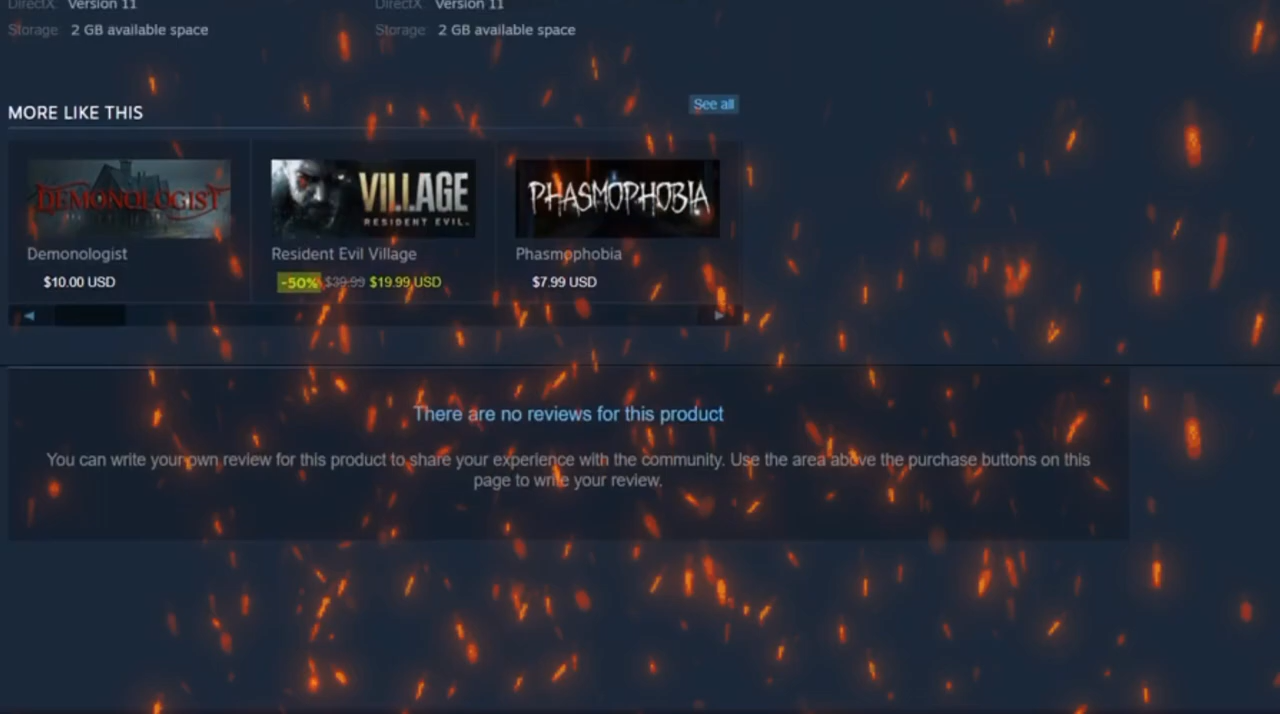 DirectX: Version 11
DirectX: Version 11
Storage: 2 GB available space
Storage: 2 GB available space
MORE LIKE THIS
See all
DEMONOLOGIST
VILLAGE
RESIDENT EVIL.
PHASMOPHOBIA
Demonologist
Resident Evil Village
Phasmophobia
$10.00 USD
-50% $39.99 $19.99 USD
$7.99 USD
There are no reviews for this product
You can write your own review for this product to share your experience with the community. Use the area above the purchase buttons on this
page to write your review.